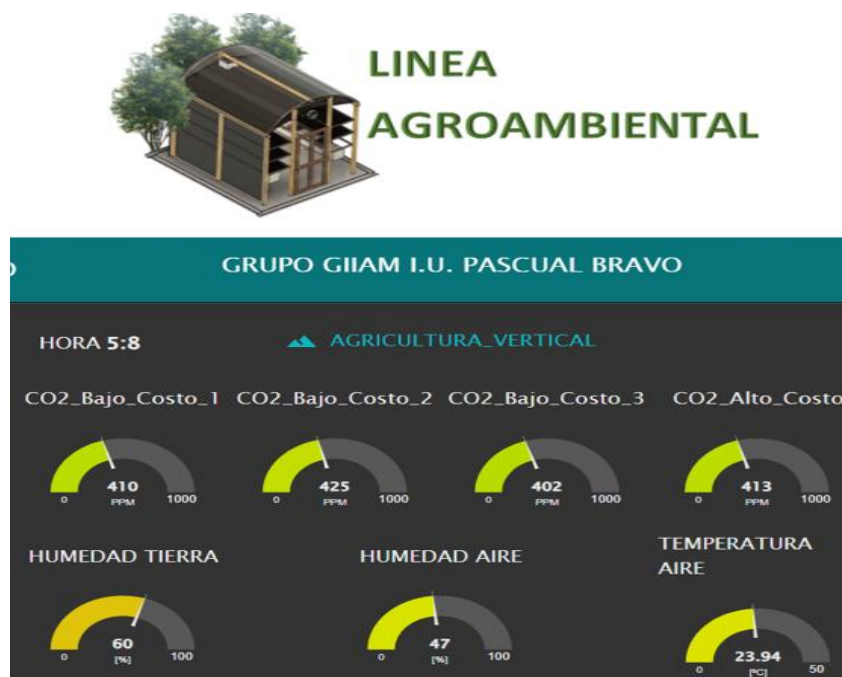 LINEA
AGROAMBIENTAL
GRUPO GIIAM I.U. PASCUAL BRAVO
HORA 5:8
AGRICULTURA_VERTICAL
CO2_Bajo_Costo_1 CO2_Bajo_Costo_2 CO2_Bajo_Costo_3 CO2_Alto_Costo
410 425 402 413
0 PPM 1000 0 PPM 1000 0 PPM 1000 0 PPM 1000
HUMEDAD TIERRA HUMEDAD AIRE TEMPERATURA
AIRE
60 47 23.94
0 [%] 100 0 [%] 100 0 [ºC] 50